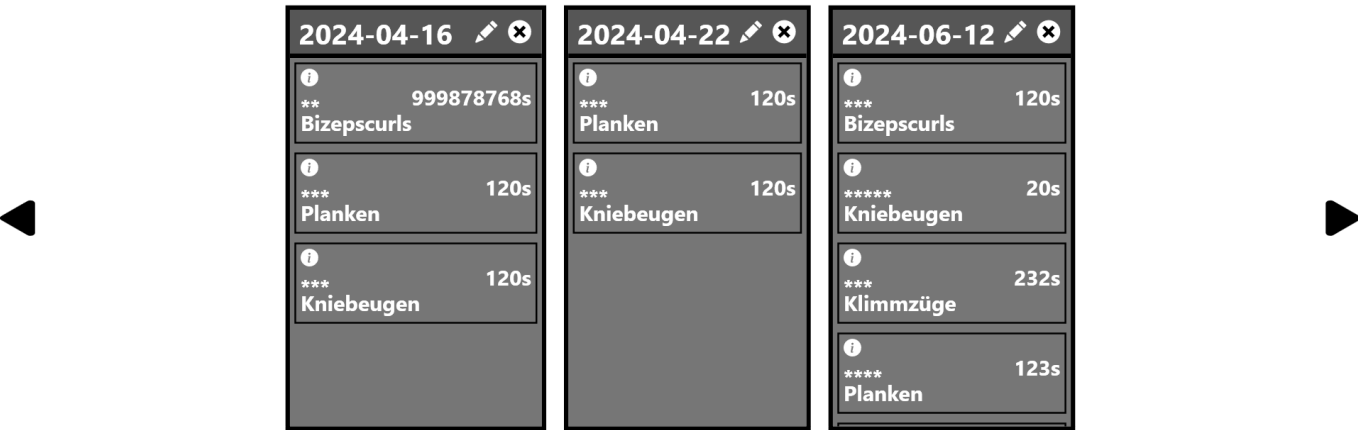 2024-04-16
i
**
999878768s
Bizepscurls
i
***
120s
Planken
i
***
120s
Kniebeugen
2024-04-22
i
***
120s
Planken
i
***
120s
Kniebeugen
2024-06-12
i
***
120s
Bizepscurls
i
*****
20s
Kniebeugen
i
***
232s
Klimmzüge
i
****
123s
Planken